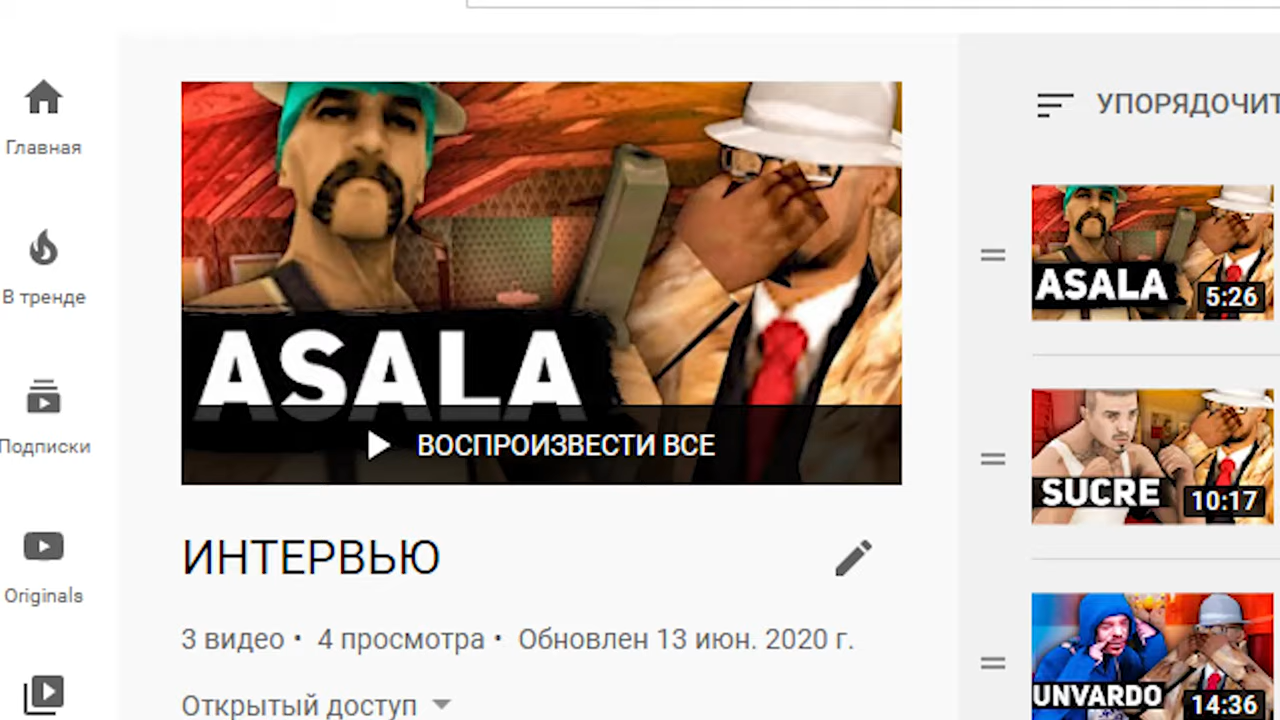 Главная
В тренде
Подписки
Originals
ASALA
ВОСПРОИЗВЕСТИ ВСЕ
ИНТЕРВЬЮ
3 видео • 4 просмотра • Обновлен 13 июн. 2020 г.
Открытый доступ
УПОРЯДОЧИТ
ASALA
5:26
SUCRE
10:17
UNVARDO
14:36